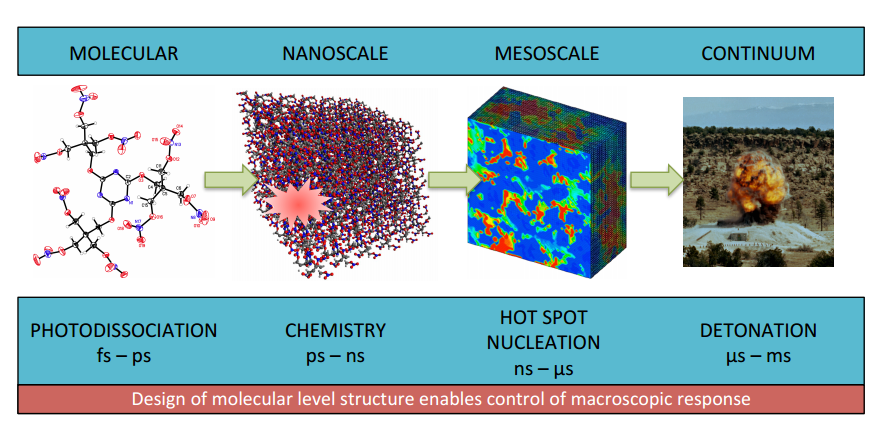 MOLECULAR
NANOSCALE
MESOSCALE
CONTINUUM
PHOTODISSOCIATION
fs – ps
CHEMISTRY
ps – ns
HOT SPOT
NUCLEATION
ns – μs
DETONATION
μs – ms
Design of molecular level structure enables control of macroscopic response